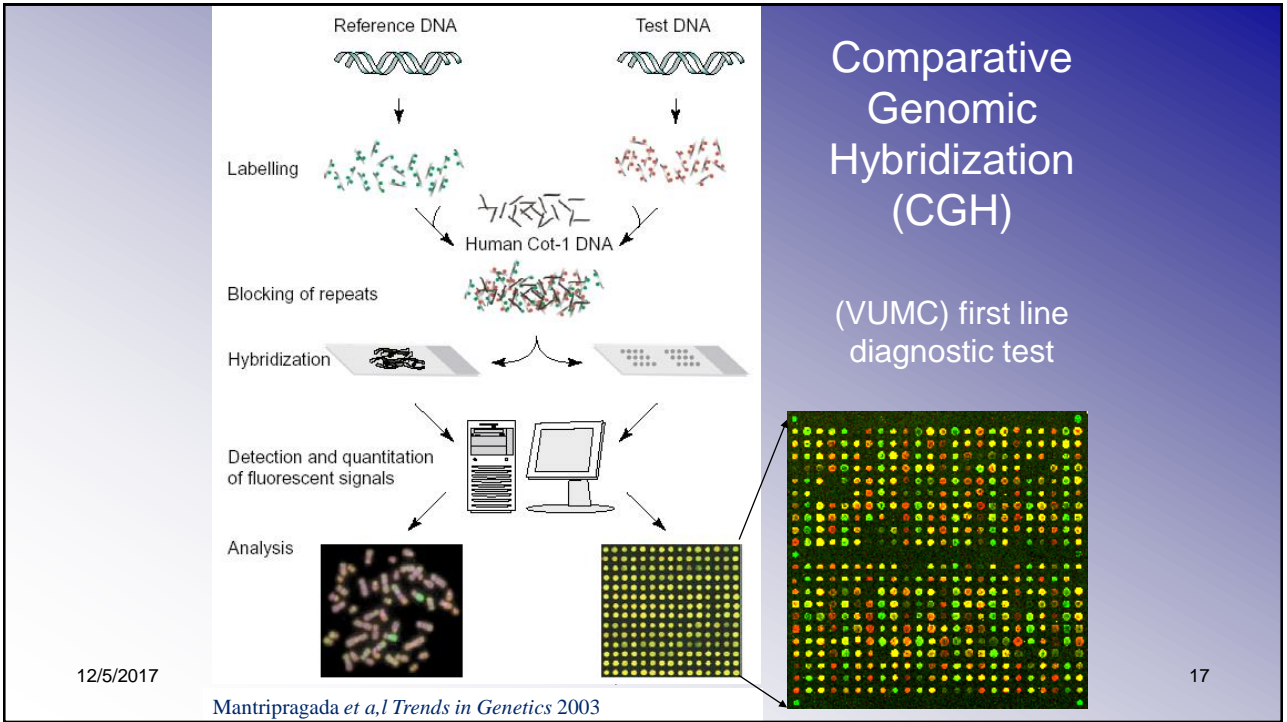 Reference DNA
Test DNA
Labelling
Human Cot-1 DNA
Blocking of repeats
Hybridization
Detection and quantitation
of fluorescent signals
Analysis
Comparative
Genomic
Hybridization
(CGH)
(VUMC) first line
diagnostic test
12/5/2017
Mantripragada et a,l Trends in Genetics 2003
17